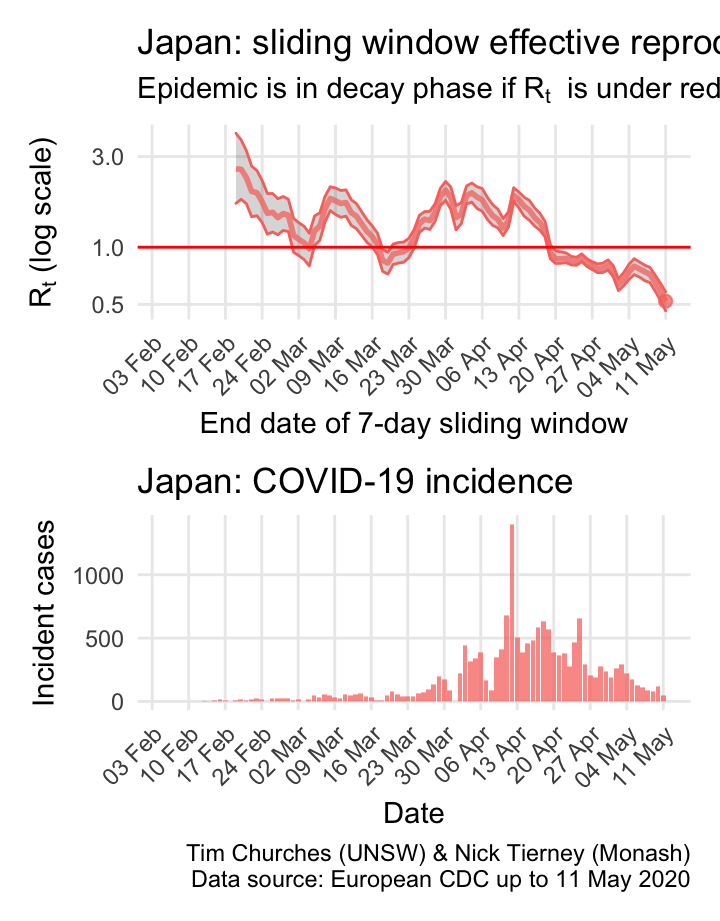 Japan: sliding window effective reproc
Epidemic is in decay phase if Rt is under red
3.0
1.0
0.5
Rt (log scale)
03 Feb
10 Feb
17 Feb
24 Feb
02 Mar
09 Mar
16 Mar
23 Mar
30 Mar
06 Apr
13 Apr
20 Apr
27 Apr
04 May
11 May
End date of 7-day sliding window
Japan: COVID-19 incidence
1000
500
0
Incident cases
03 Feb
10 Feb
17 Feb
24 Feb
02 Mar
09 Mar
16 Mar
23 Mar
30 Mar
06 Apr
13 Apr
20 Apr
27 Apr
04 May
11 May
Date
Tim Churches (UNSW) & Nick Tierney (Monash)
Data source: European CDC up to 11 May 2020